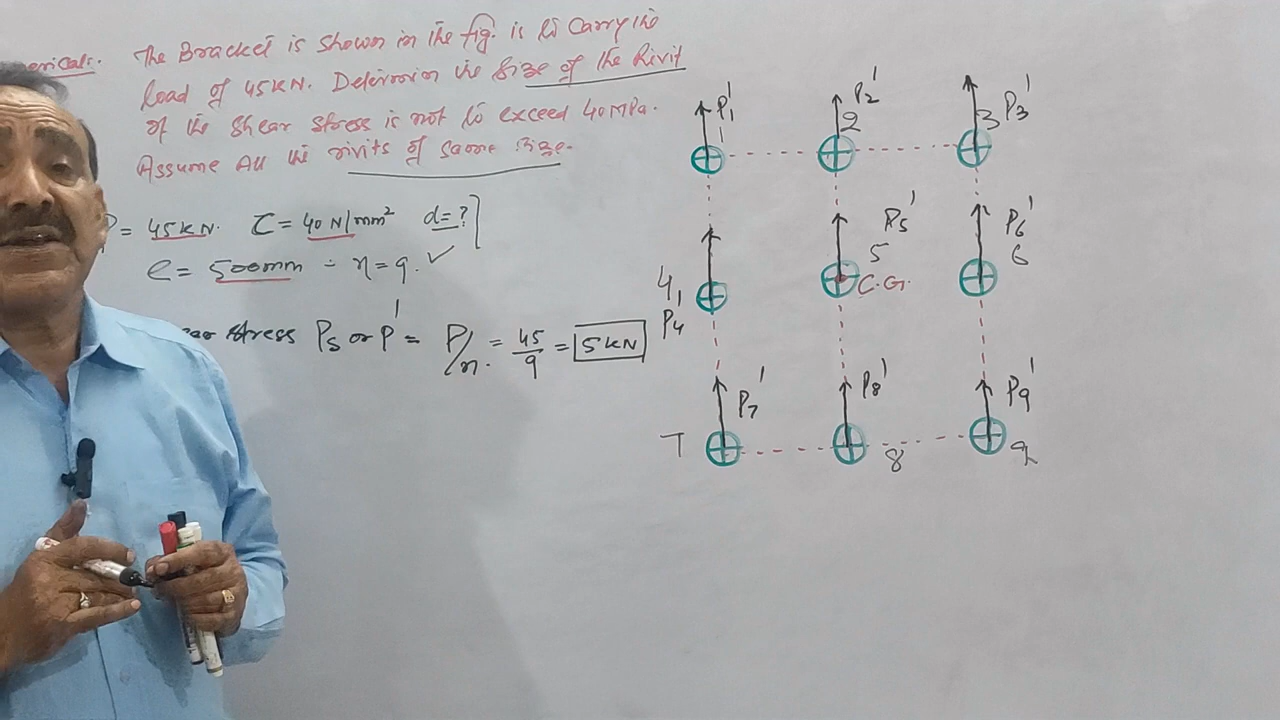 The Bracket is shown in the fig. is to Carry the
load of 45KN. Determin the Size of the Rivit
of the Shear Stress is not to exceed 40MPa.
Assume All the rivits of same Size.
= 45KN. τ = 40 N/mm² d=?
e = 500mm - n = 9. ✓
stress Ps or P' = P/n. = 45/9 = 5KN
P1' P2' P3'
1 2 3
P5' P6'
4, 5 6
P4 C.G.
P7' P8' P9'
7 8 9